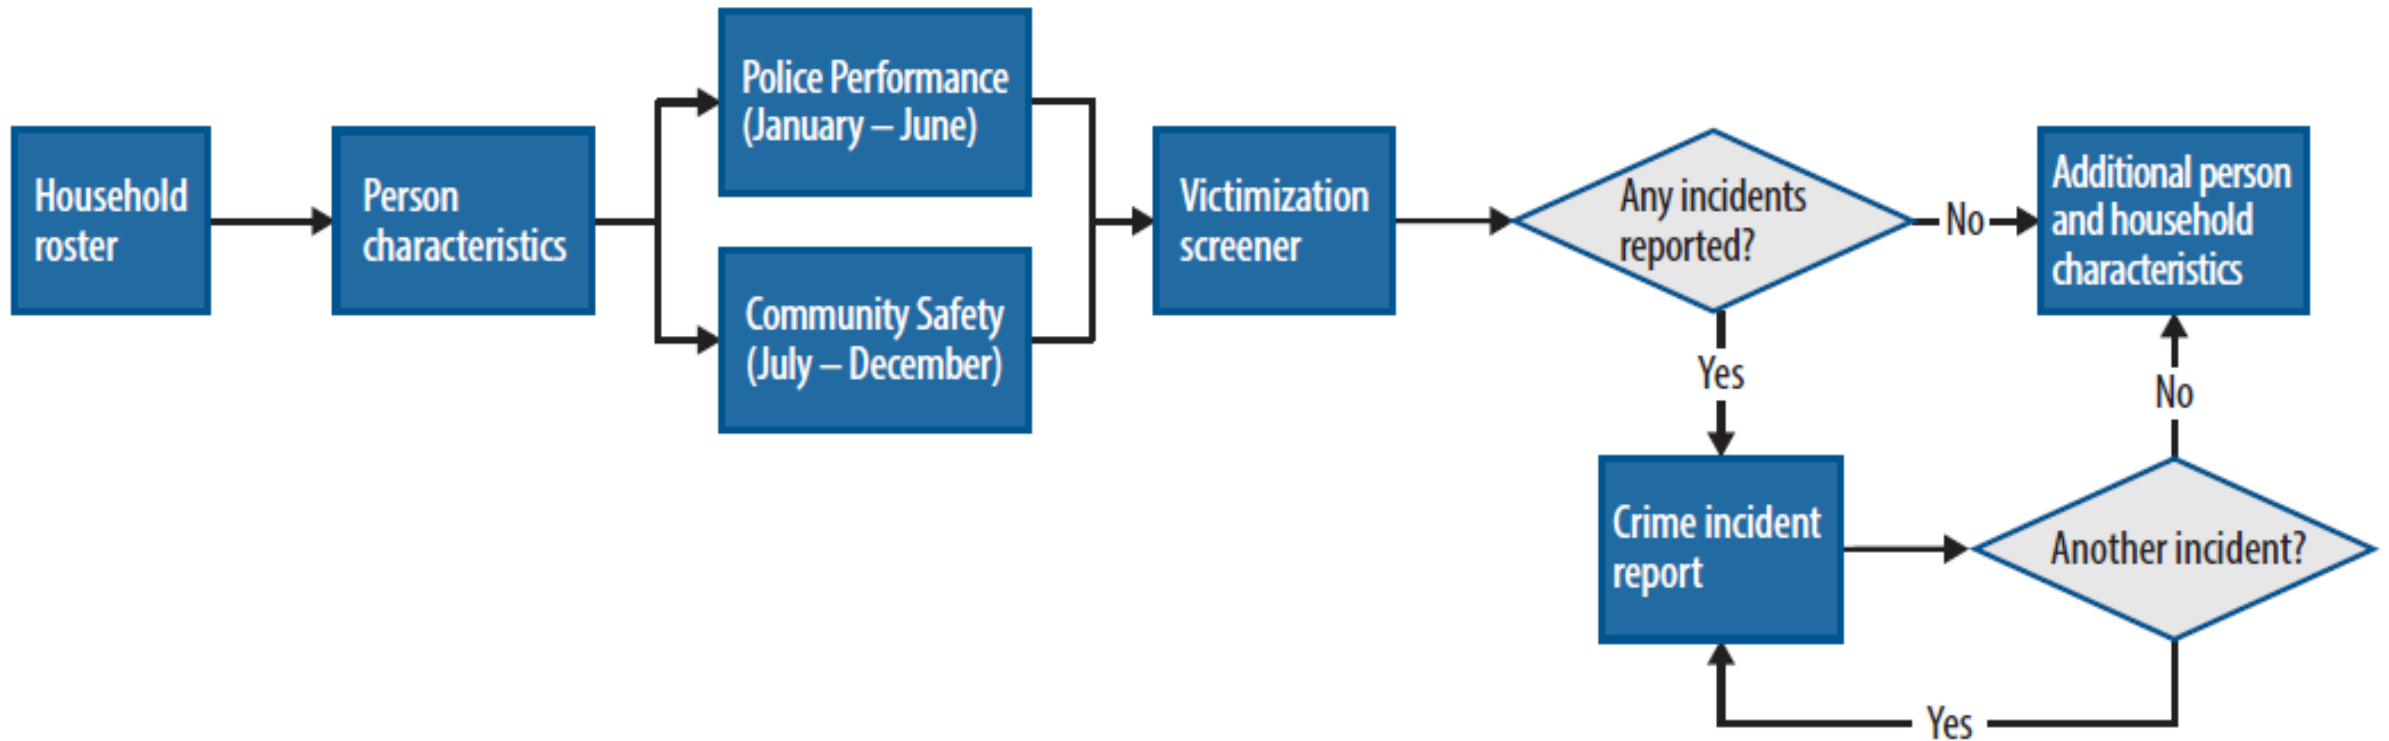 Household
roster
Person
characteristics
Police Performance
(January – June)
Community Safety
(July – December)
Victimization
screener
Any incidents
reported?
No
Additional person
and household
characteristics
Yes
Crime incident
report
Another incident?
No
Yes